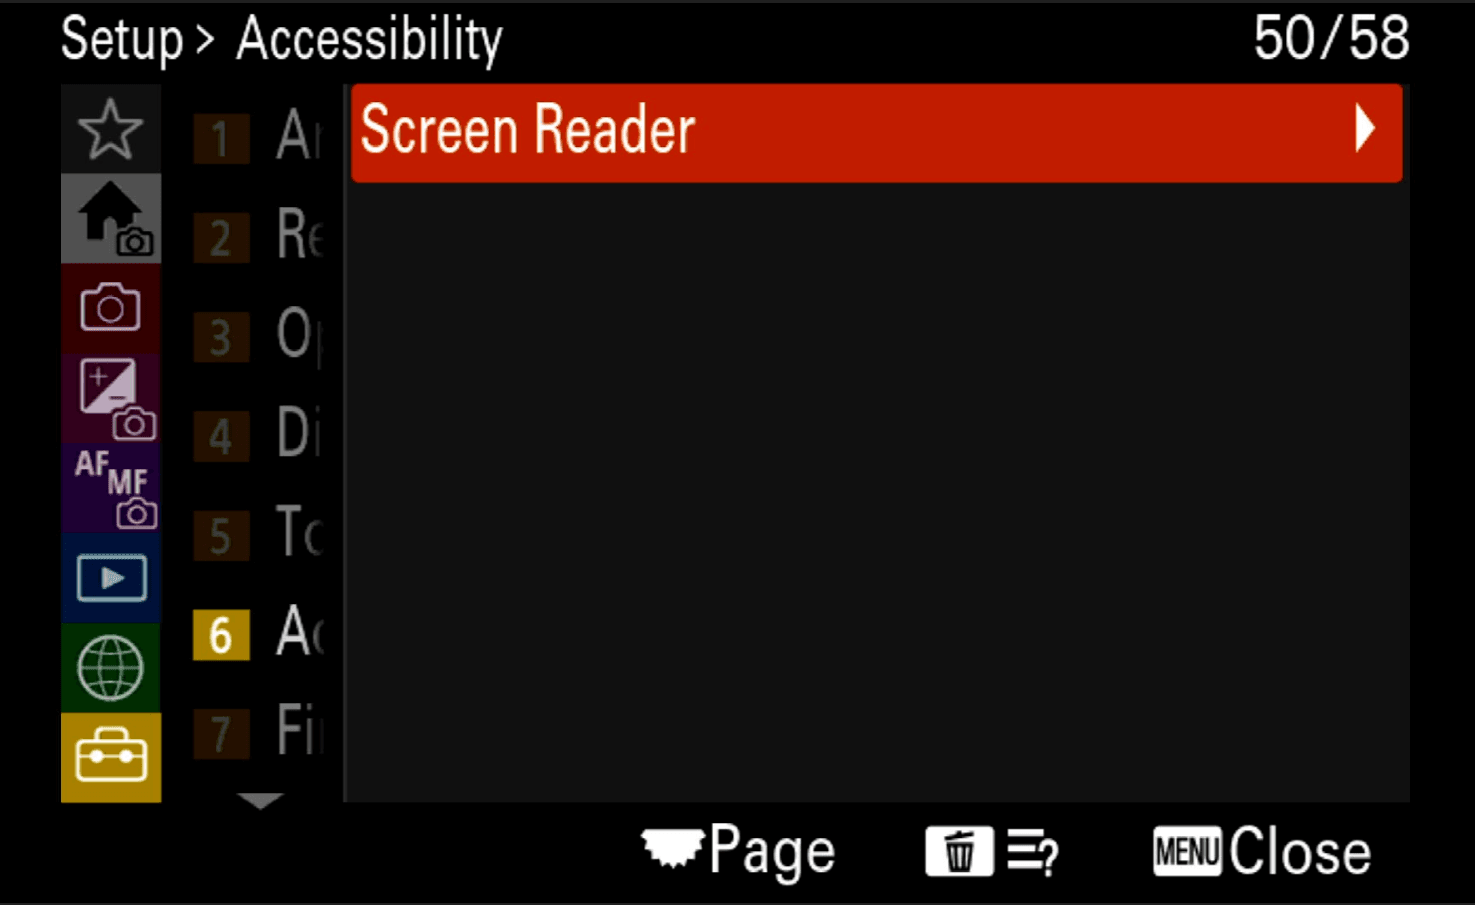 Setup > Accessibility 50/58
Screen Reader
1 A
2 Re
3 Op
4 Di
5 To
6 Ac
7 Fi
AF MF
Page
?
MENU Close